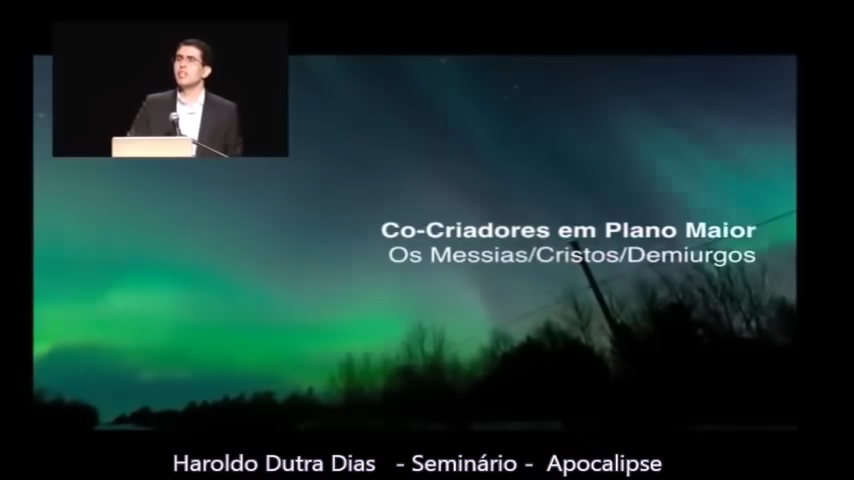 Co-Criadores em Plano Maior
Os Messias/Cristos/Demiurgos
Haroldo Dutra Dias - Seminário - Apocalipse